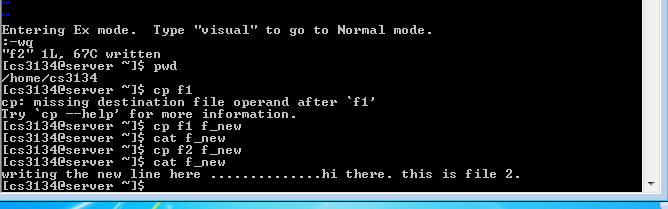 ~
~
Entering Ex mode.  Type "visual" to go to Normal mode.
:-wq
"f2" 1L, 67C written
[cs3134@server ~]$ pwd
/home/cs3134
[cs3134@server ~]$ cp f1
cp: missing destination file operand after `f1'
Try `cp --help' for more information.
[cs3134@server ~]$ cp f1 f_new
[cs3134@server ~]$ cat f_new
[cs3134@server ~]$ cp f2 f_new
[cs3134@server ~]$ cat f_new
writing the new line here ..............hi there. this is file 2.
[cs3134@server ~]$